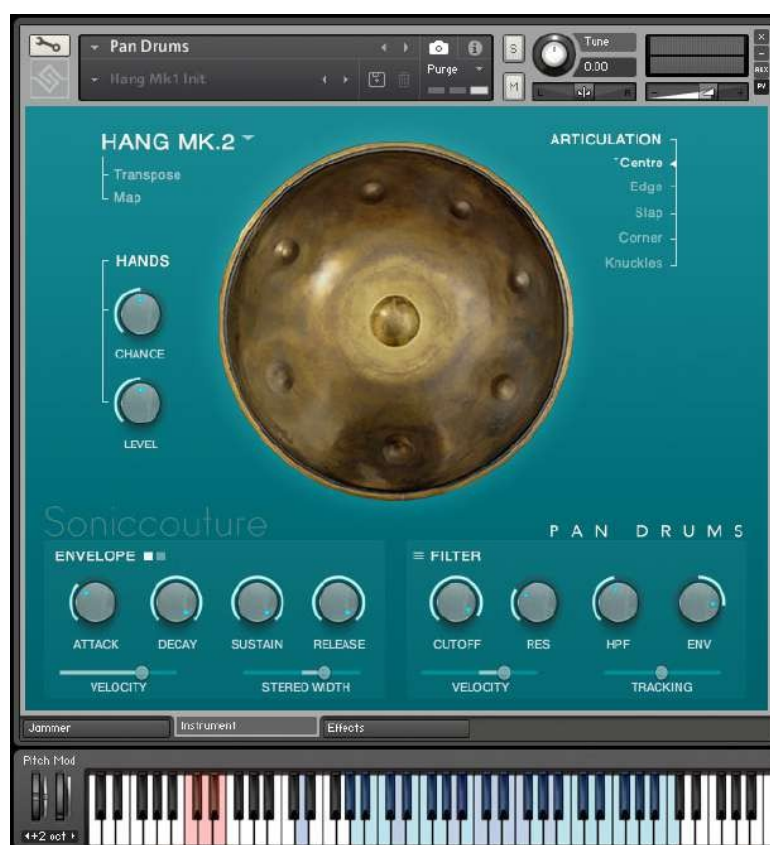 Pan Drums
Hang Mk1 Init
Purge
S
M
Tune
0.00
L R
- +
×
-
AUX
PV
HANG MK.2
Transpose
Map
ARTICULATION
Centre
Edge
Slap
Corner
Knuckles
HANDS
CHANCE
LEVEL
Soniccouture
PAN DRUMS
ENVELOPE
ATTACK DECAY SUSTAIN RELEASE
VELOCITY STEREO WIDTH
FILTER
CUTOFF RES HPF ENV
VELOCITY TRACKING
Jammer Instrument Effects
Pitch Mod
+2 oct